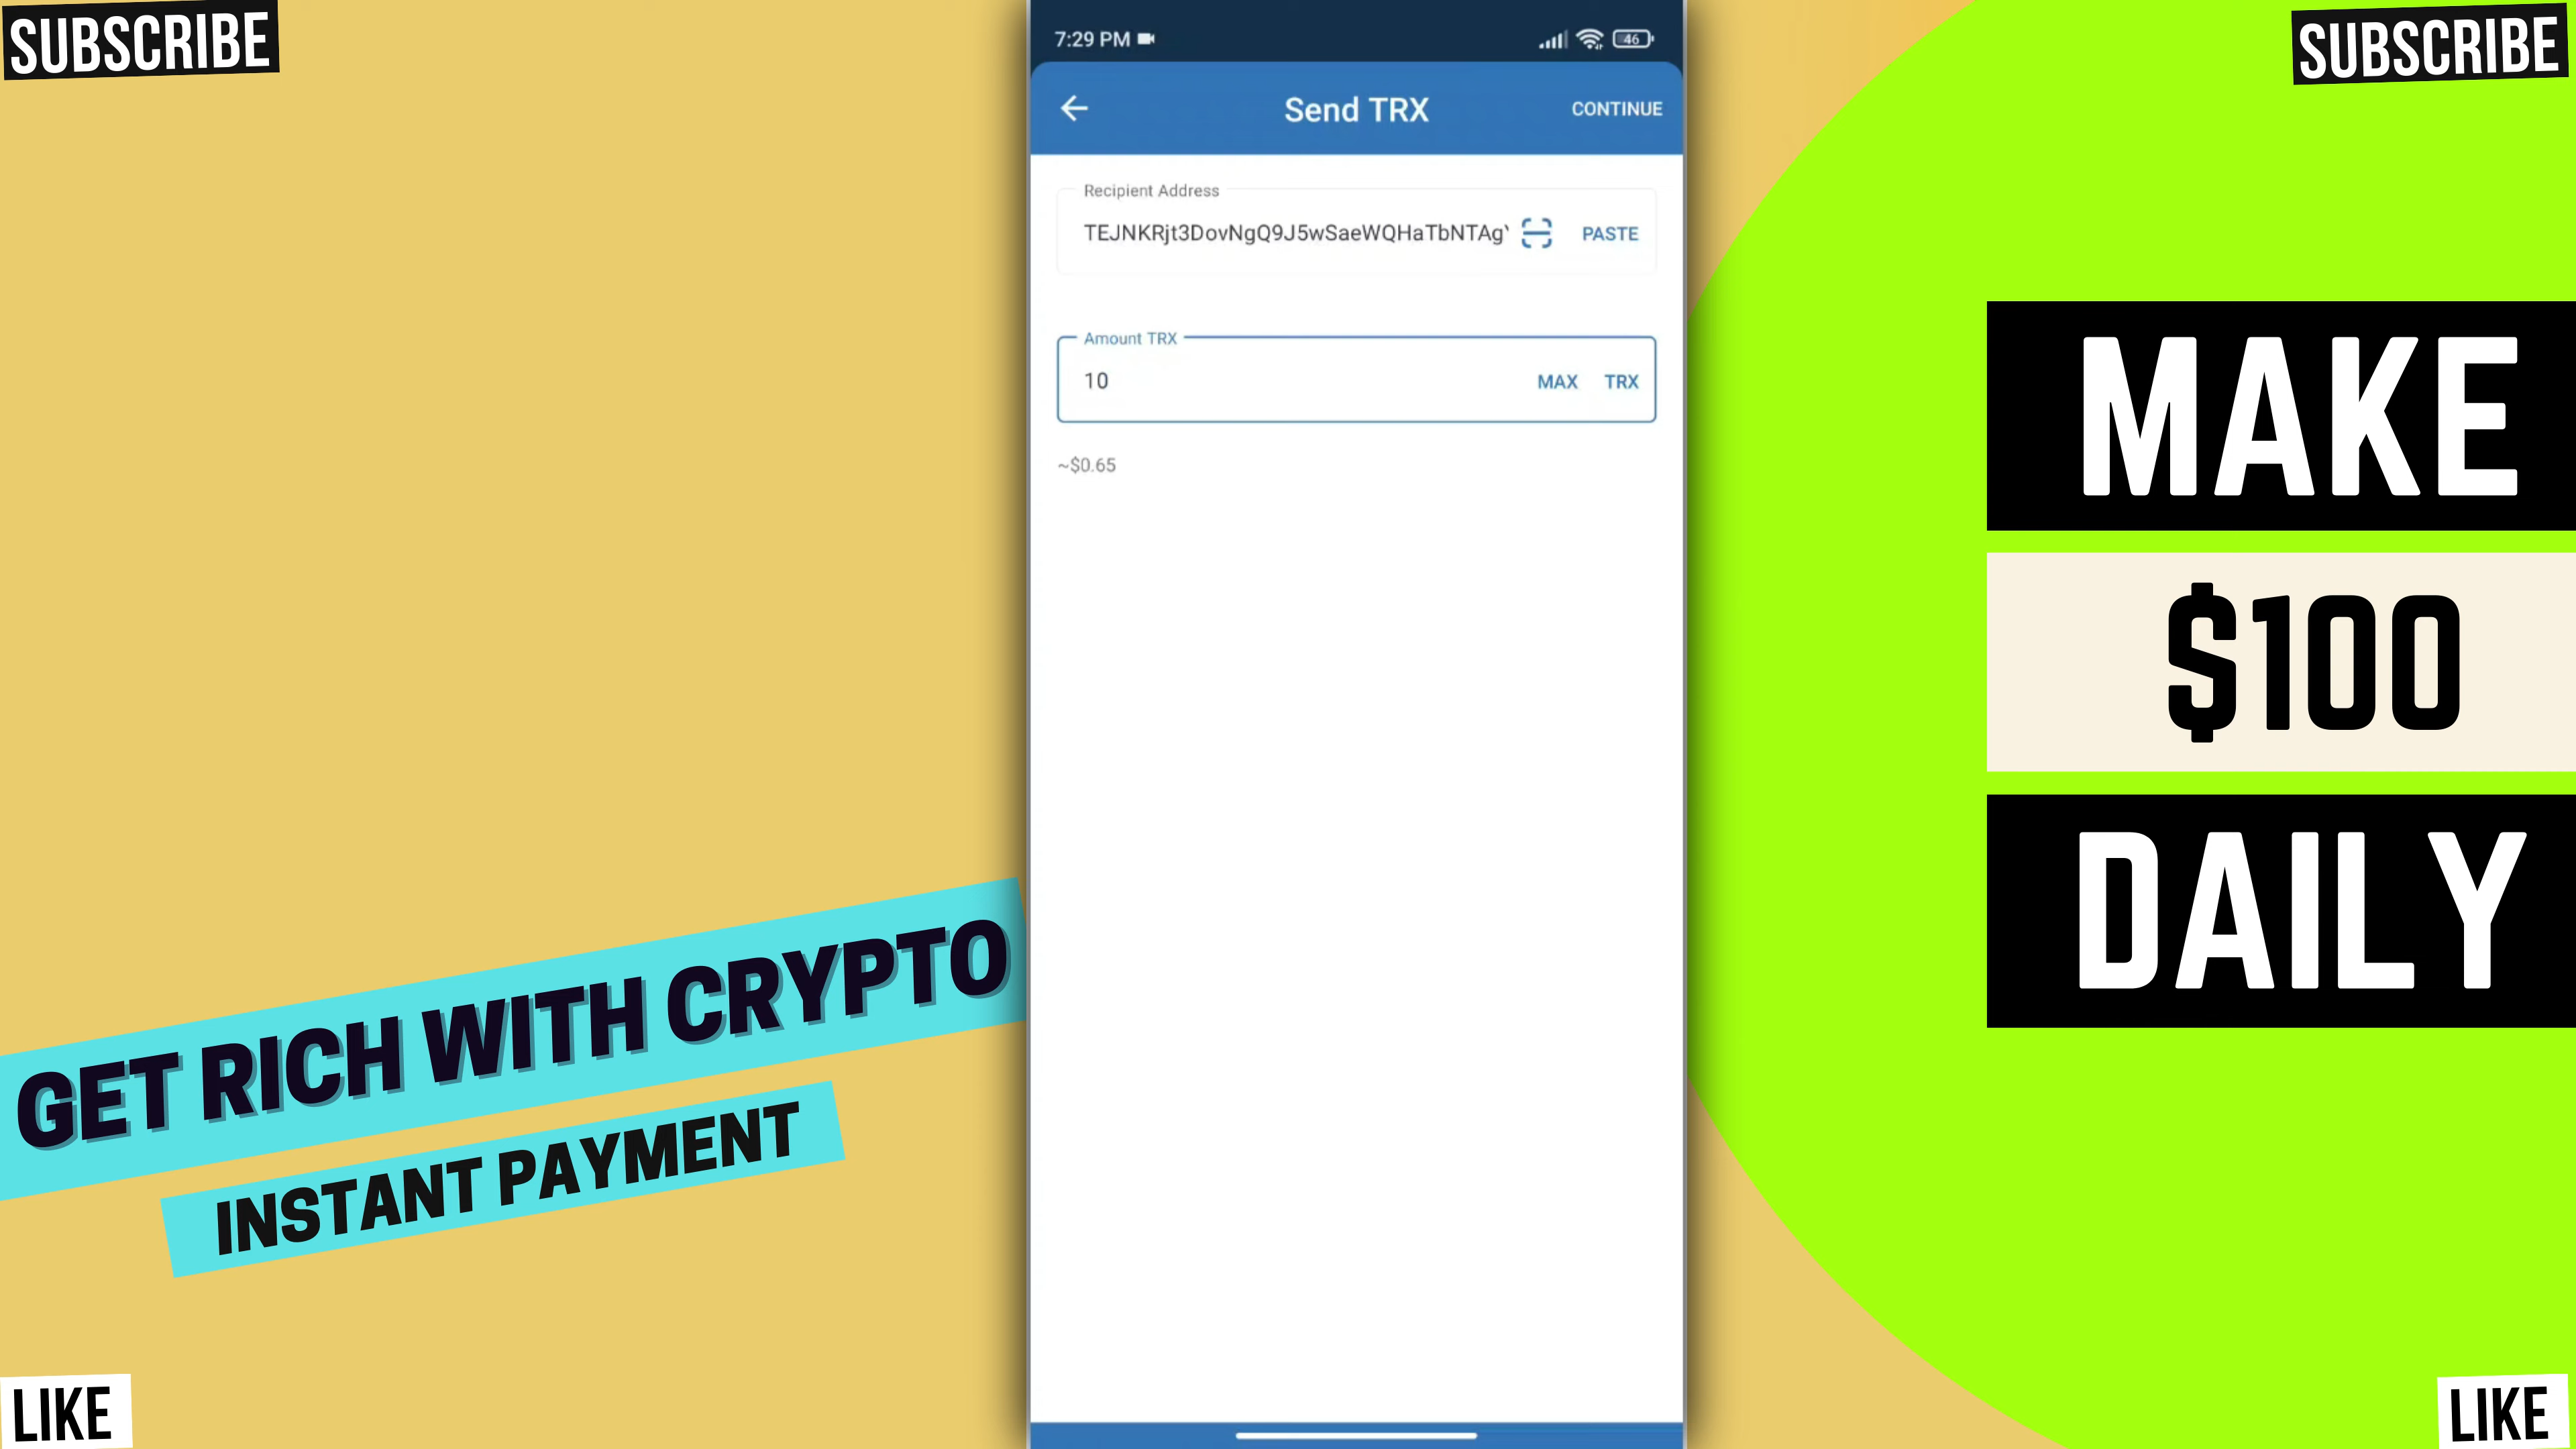 SUBSCRIBE
SUBSCRIBE
7:29 PM
46
Send TRX
CONTINUE
Recipient Address
TEJNKRjt3DovNgQ9J5wSaeWQHaTbNTAg
PASTE
Amount TRX
10
MAX TRX
~$0.65
MAKE
$100
DAILY
GET RICH WITH CRYPTO
INSTANT PAYMENT
LIKE
LIKE